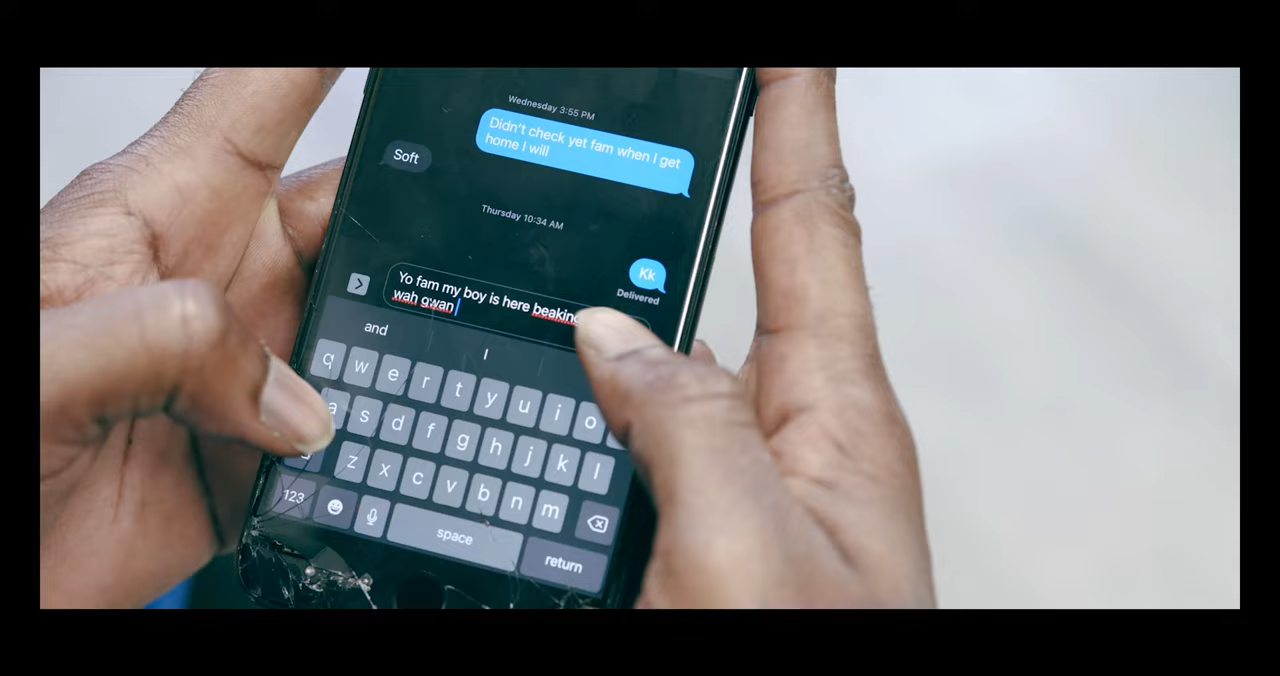 Wednesday 3:55 PM
Didn't check yet fam when I get
home I will
Soft
Thursday 10:34 AM
Kk
Delivered
Yo fam my boy is here beaking
wah gwan
and
I
q w e r t y u i o
a s d f g h j k l
z x c v b n m
123
space
return